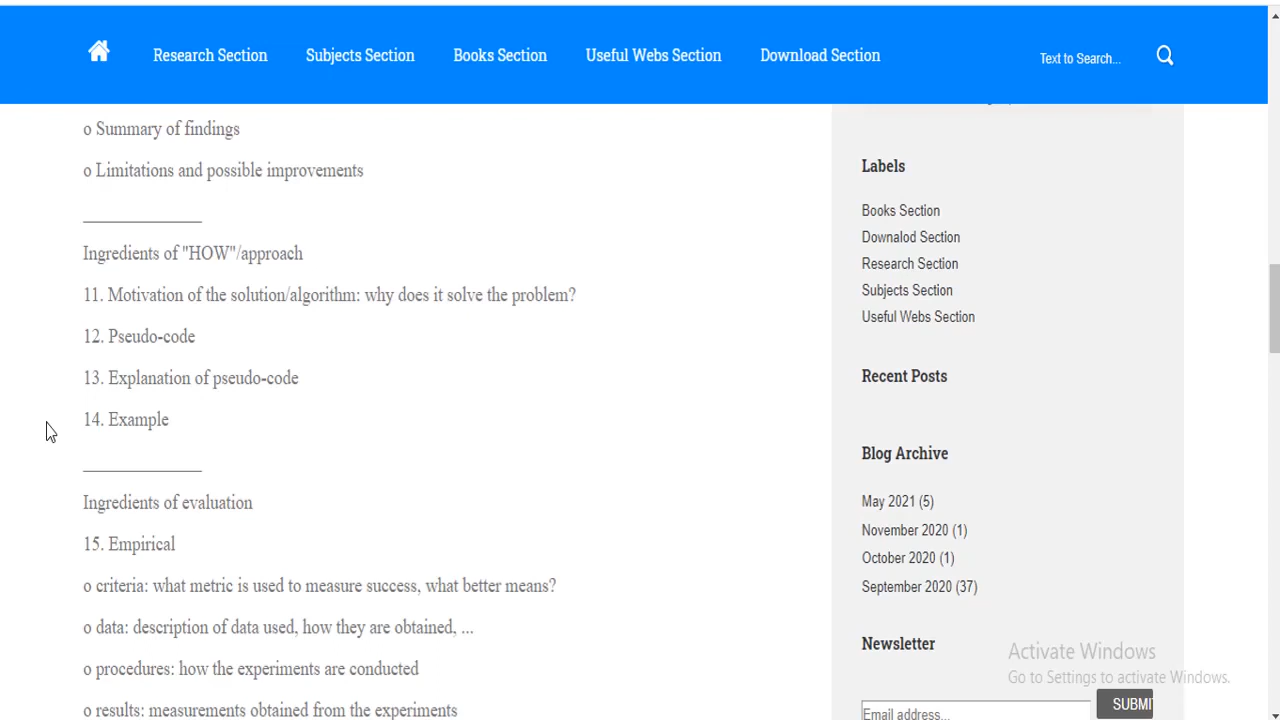 Research Section
Subjects Section
Books Section
Useful Webs Section
Download Section
Text to Search...
o Summary of findings
o Limitations and possible improvements
Ingredients of "HOW"/approach
11. Motivation of the solution/algorithm: why does it solve the problem?
12. Pseudo-code
13. Explanation of pseudo-code
14. Example
Ingredients of evaluation
15. Empirical
o criteria: what metric is used to measure success, what better means?
o data: description of data used, how they are obtained, ...
o procedures: how the experiments are conducted
o results: measurements obtained from the experiments
Labels
Books Section
Downalod Section
Research Section
Subjects Section
Useful Webs Section
Recent Posts
Blog Archive
May 2021 (5)
November 2020 (1)
October 2020 (1)
September 2020 (37)
Newsletter
Activate Windows
Go to Settings to activate Windows.
Email address...
SUBMI